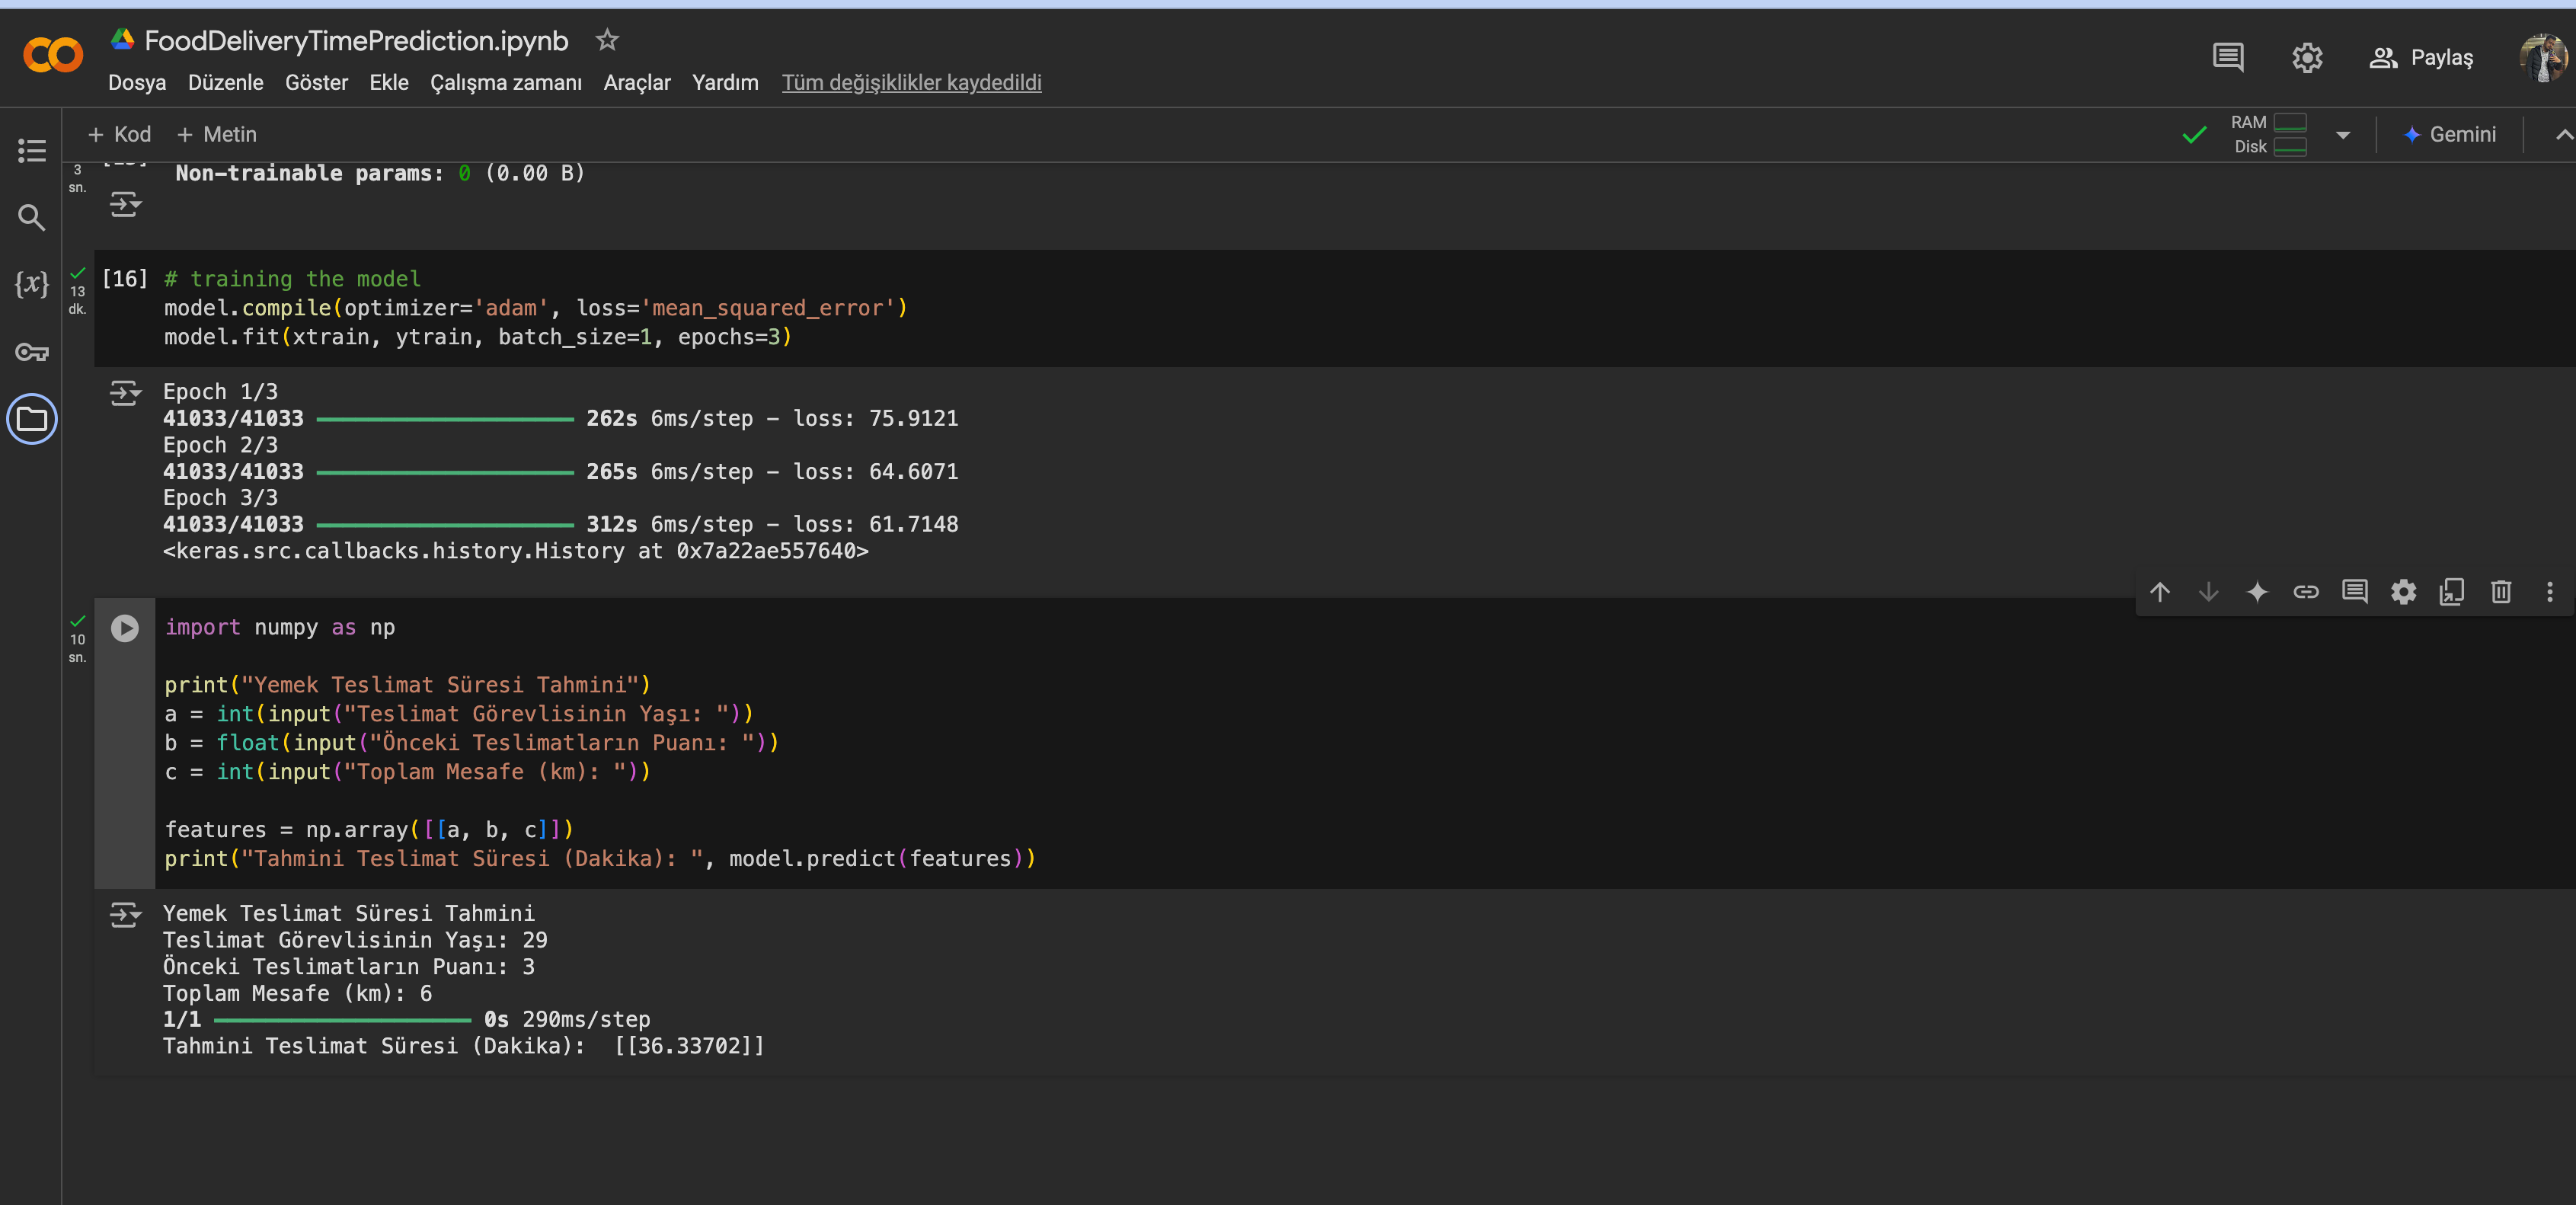 FoodDeliveryTimePrediction.ipynb
Dosya Düzenle Göster Ekle Çalışma zamanı Araçlar Yardım Tüm değişiklikler kaydedildi
Paylaş
+ Kod + Metin
RAM
Disk
Gemini
3
sn.
Non-trainable params: 0 (0.00 B)
13
dk.
[16] # training the model
model.compile(optimizer='adam', loss='mean_squared_error')
model.fit(xtrain, ytrain, batch_size=1, epochs=3)
Epoch 1/3
41033/41033 262s 6ms/step - loss: 75.9121
Epoch 2/3
41033/41033 265s 6ms/step - loss: 64.6071
Epoch 3/3
41033/41033 312s 6ms/step - loss: 61.7148
<keras.src.callbacks.history.History at 0x7a22ae557640>
10
sn.
import numpy as np
print("Yemek Teslimat Süresi Tahmini")
a = int(input("Teslimat Görevlisinin Yaşı: "))
b = float(input("Önceki Teslimatların Puanı: "))
c = int(input("Toplam Mesafe (km): "))
features = np.array([[a, b, c]])
print("Tahmini Teslimat Süresi (Dakika): ", model.predict(features))
Yemek Teslimat Süresi Tahmini
Teslimat Görevlisinin Yaşı: 29
Önceki Teslimatların Puanı: 3
Toplam Mesafe (km): 6
1/1 0s 290ms/step
Tahmini Teslimat Süresi (Dakika):  [[36.33702]]